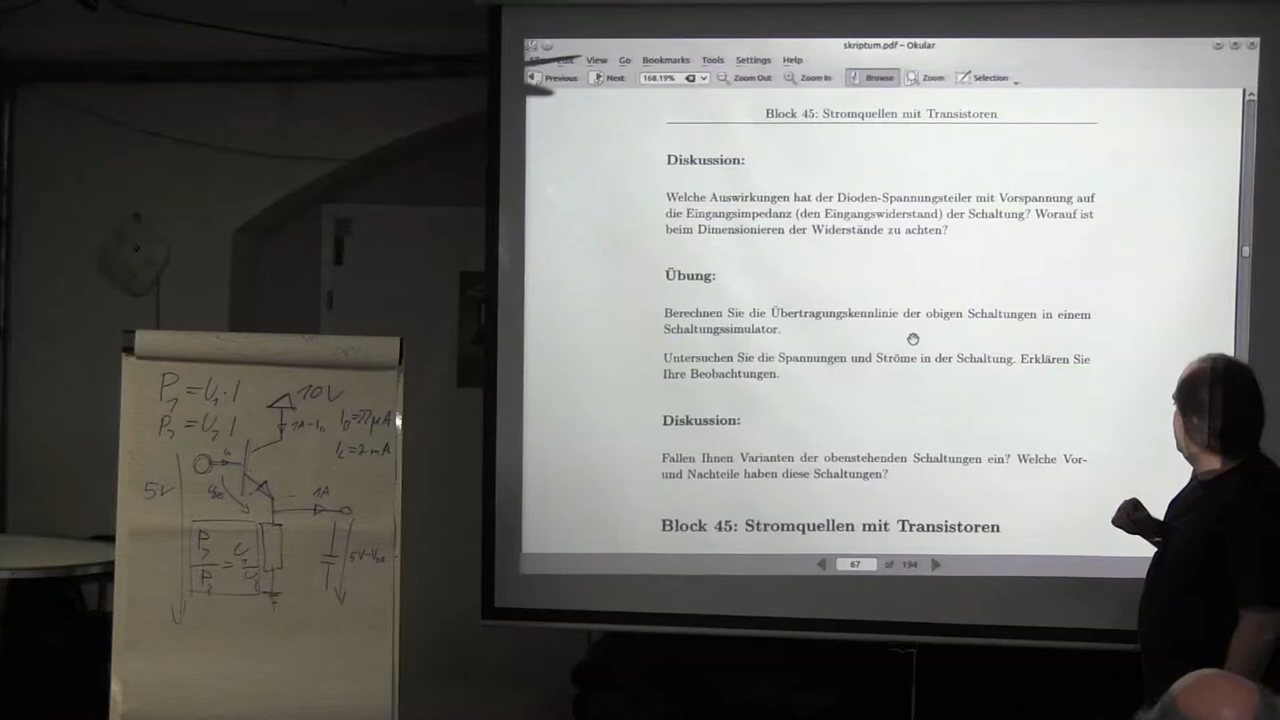 skriptum.pdf – Okular
View Go Bookmarks Tools Settings Help
Previous Next 168.19% Zoom Out Zoom In Browse Zoom Selection
Block 45: Stromquellen mit Transistoren
Diskussion:
Welche Auswirkungen hat der Dioden-Spannungsteiler mit Vorspannung auf
die Eingangsimpedanz (den Eingangswiderstand) der Schaltung? Worauf ist
beim Dimensionieren der Widerstände zu achten?
Übung:
Berechnen Sie die Übertragungskennlinie der obigen Schaltungen in einem
Schaltungssimulator.
Untersuchen Sie die Spannungen und Ströme in der Schaltung. Erklären Sie
Ihre Beobachtungen.
Diskussion:
Fallen Ihnen Varianten der obenstehenden Schaltungen ein? Welche Vor-
und Nachteile haben diese Schaltungen?
Block 45: Stromquellen mit Transistoren
67 of 194
10V
5V
1A